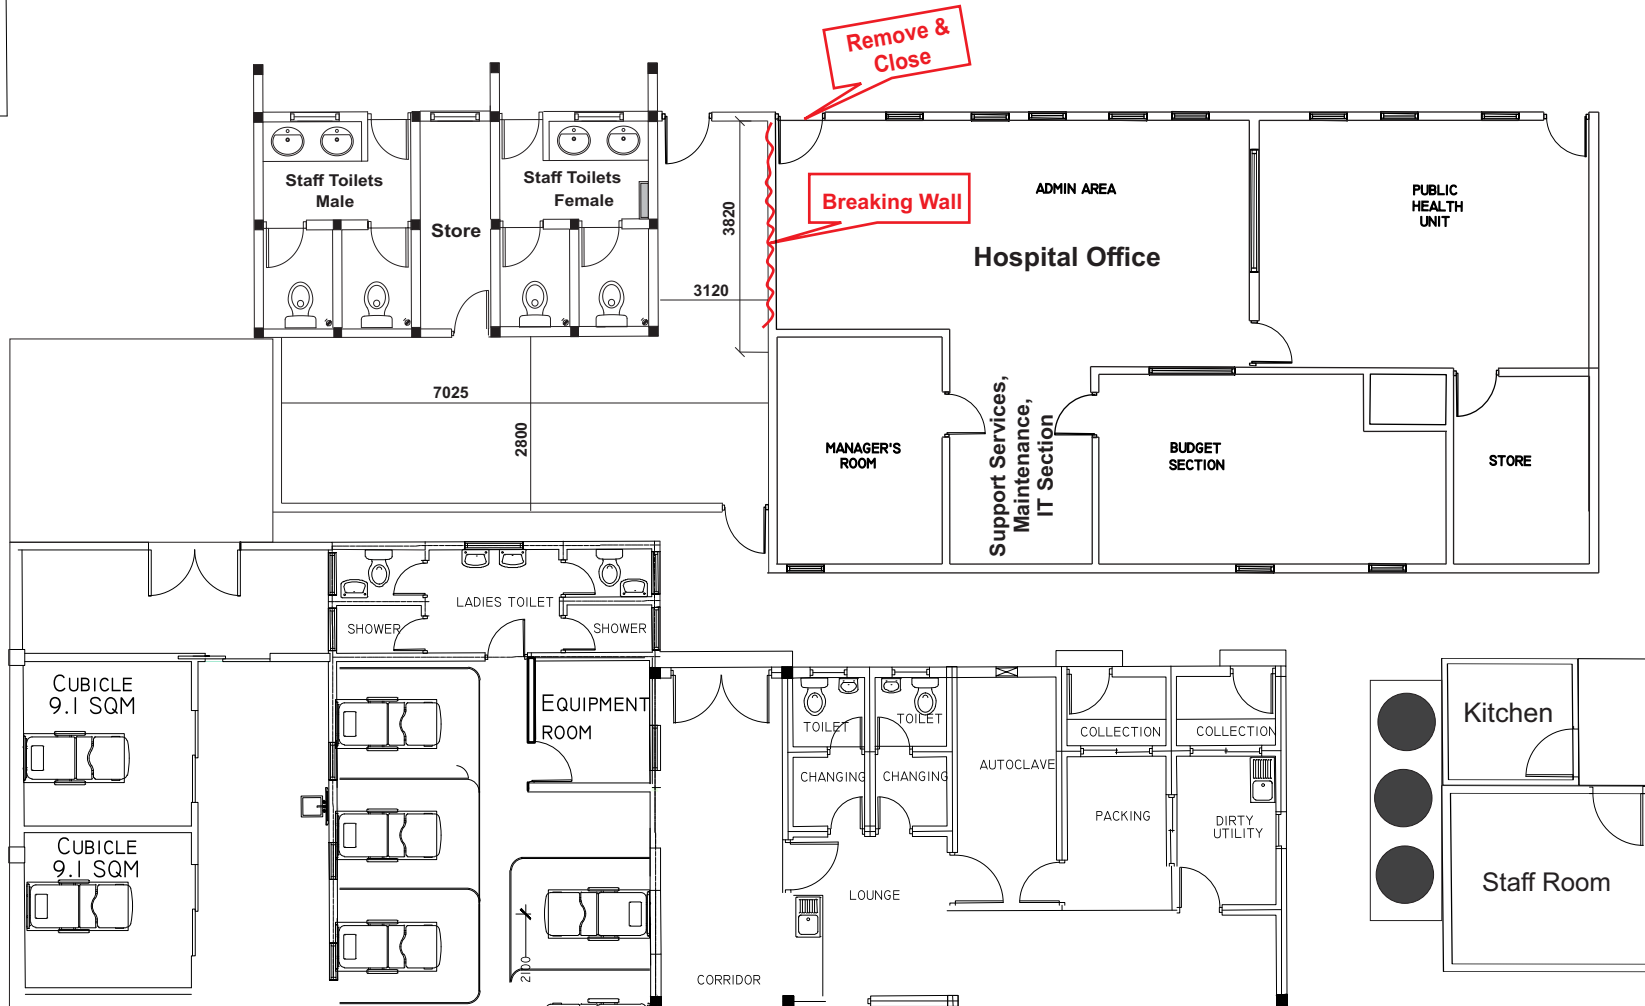 Remove &
Close
Staff Toilets
Male
Store
Staff Toilets
Female
3820
3120
Breaking Wall
ADMIN AREA
Hospital Office
PUBLIC
HEALTH
UNIT
7025
2800
MANAGER'S
ROOM
Support Services,
Maintenance,
IT Section
BUDGET
SECTION
STORE
LADIES TOILET
SHOWER
SHOWER
CUBICLE
9.1 SQM
EQUIPMENT
ROOM
TOILET
TOILET
COLLECTION
COLLECTION
Kitchen
CHANGING
CHANGING
AUTOCLAVE
PACKING
DIRTY
UTILITY
CUBICLE
9.1 SQM
LOUNGE
Staff Room
2100
CORRIDOR